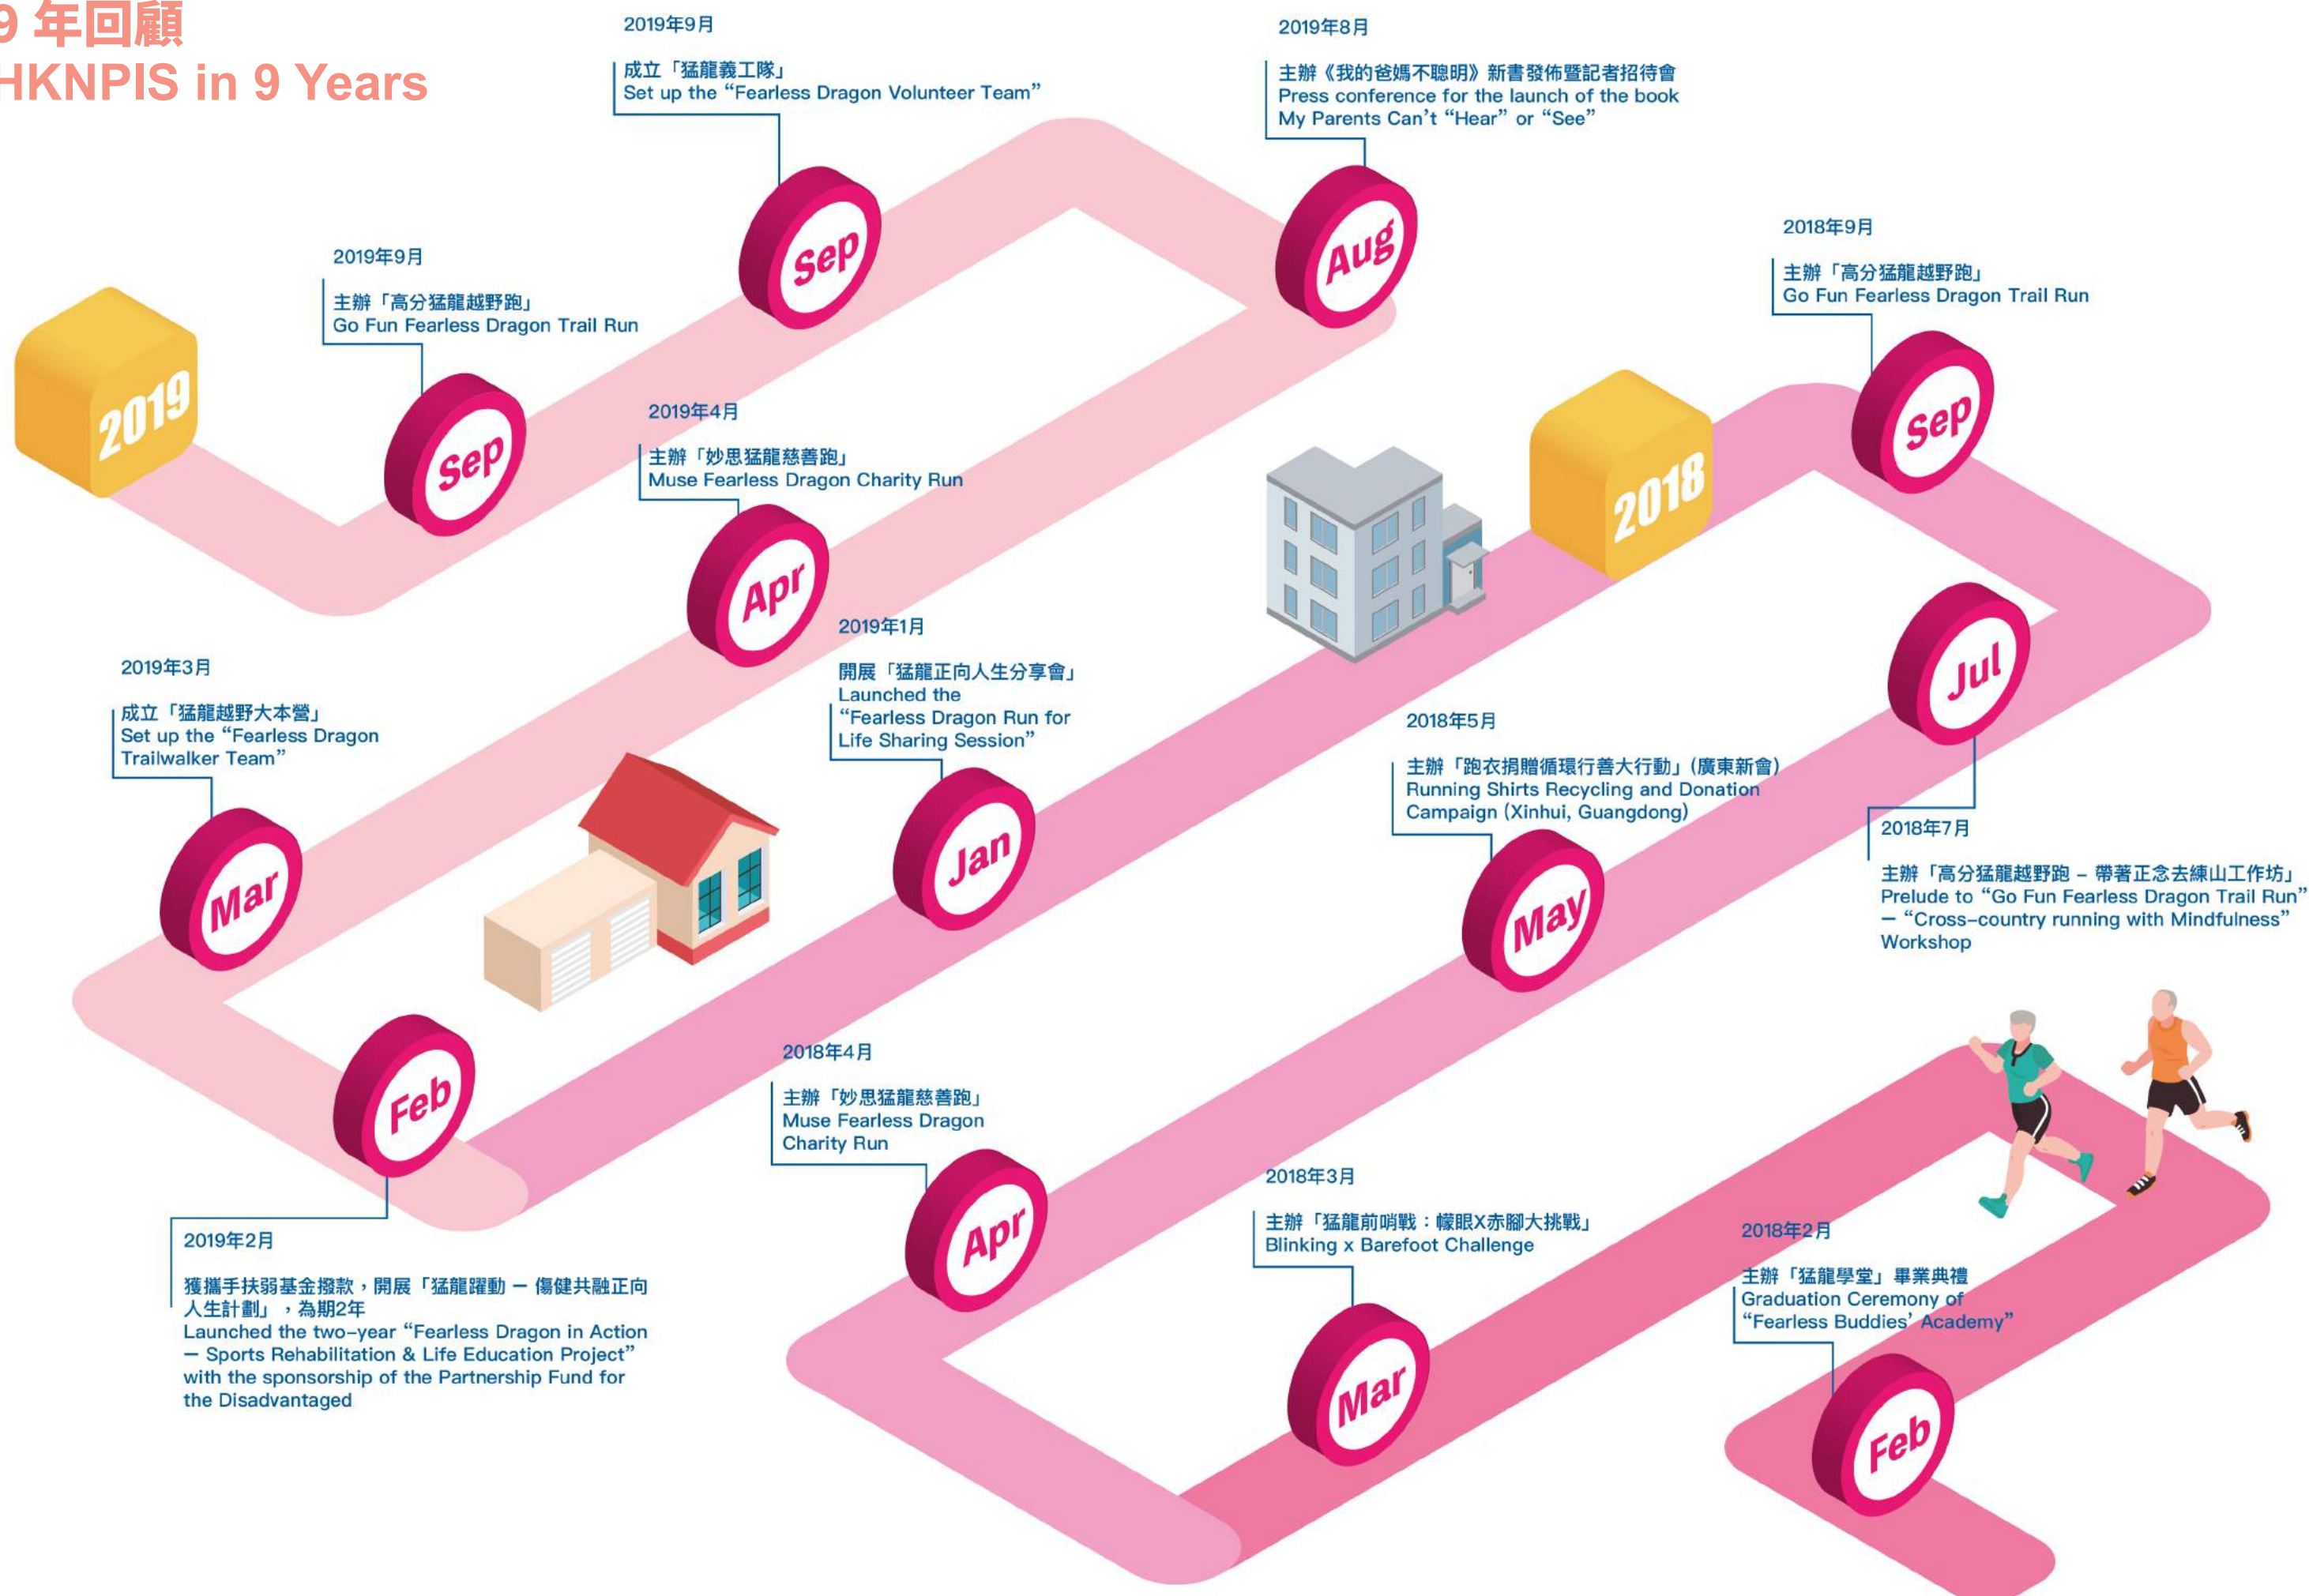 9 年回顧
HKNPIS in 9 Years
2019年9月
成立「猛龍義工隊」
Set up the “Fearless Dragon Volunteer Team”
2019年8月
主辦《我的爸媽不聰明》新書發佈暨記者招待會
Press conference for the launch of the book
My Parents Can’t “Hear” or “See”
Sep
Aug
2019年9月
主辦「高分猛龍越野跑」
Go Fun Fearless Dragon Trail Run
2018年9月
主辦「高分猛龍越野跑」
Go Fun Fearless Dragon Trail Run
2019
Sep
Sep
2018
2019年4月
主辦「妙思猛龍慈善跑」
Muse Fearless Dragon Charity Run
Apr
2019年1月
開展「猛龍正向人生分享會」
Launched the
“Fearless Dragon Run for
Life Sharing Session”
Jan
2019年3月
成立「猛龍越野大本營」
Set up the “Fearless Dragon
Trailwalker Team”
Mar
Jul
2018年7月
主辦「高分猛龍越野跑 – 帶著正念去練山工作坊」
Prelude to “Go Fun Fearless Dragon Trail Run”
– “Cross-country running with Mindfulness”
Workshop
2018年5月
主辦「跑衣捐贈循環行善大行動」(廣東新會)
Running Shirts Recycling and Donation
Campaign (Xinhui, Guangdong)
May
Feb
2019年2月
獲攜手扶弱基金撥款，開展「猛龍躍動 – 傷健共融正向
人生計劃」，為期2年
Launched the two-year “Fearless Dragon in Action
– Sports Rehabilitation & Life Education Project”
with the sponsorship of the Partnership Fund for
the Disadvantaged
2018年4月
主辦「妙思猛龍慈善跑」
Muse Fearless Dragon
Charity Run
Apr
2018年3月
主辦「猛龍前哨戰：幪眼X赤腳大挑戰」
Blinking x Barefoot Challenge
Mar
2018年2月
主辦「猛龍學堂」畢業典禮
Graduation Ceremony of
“Fearless Buddies’ Academy”
Feb